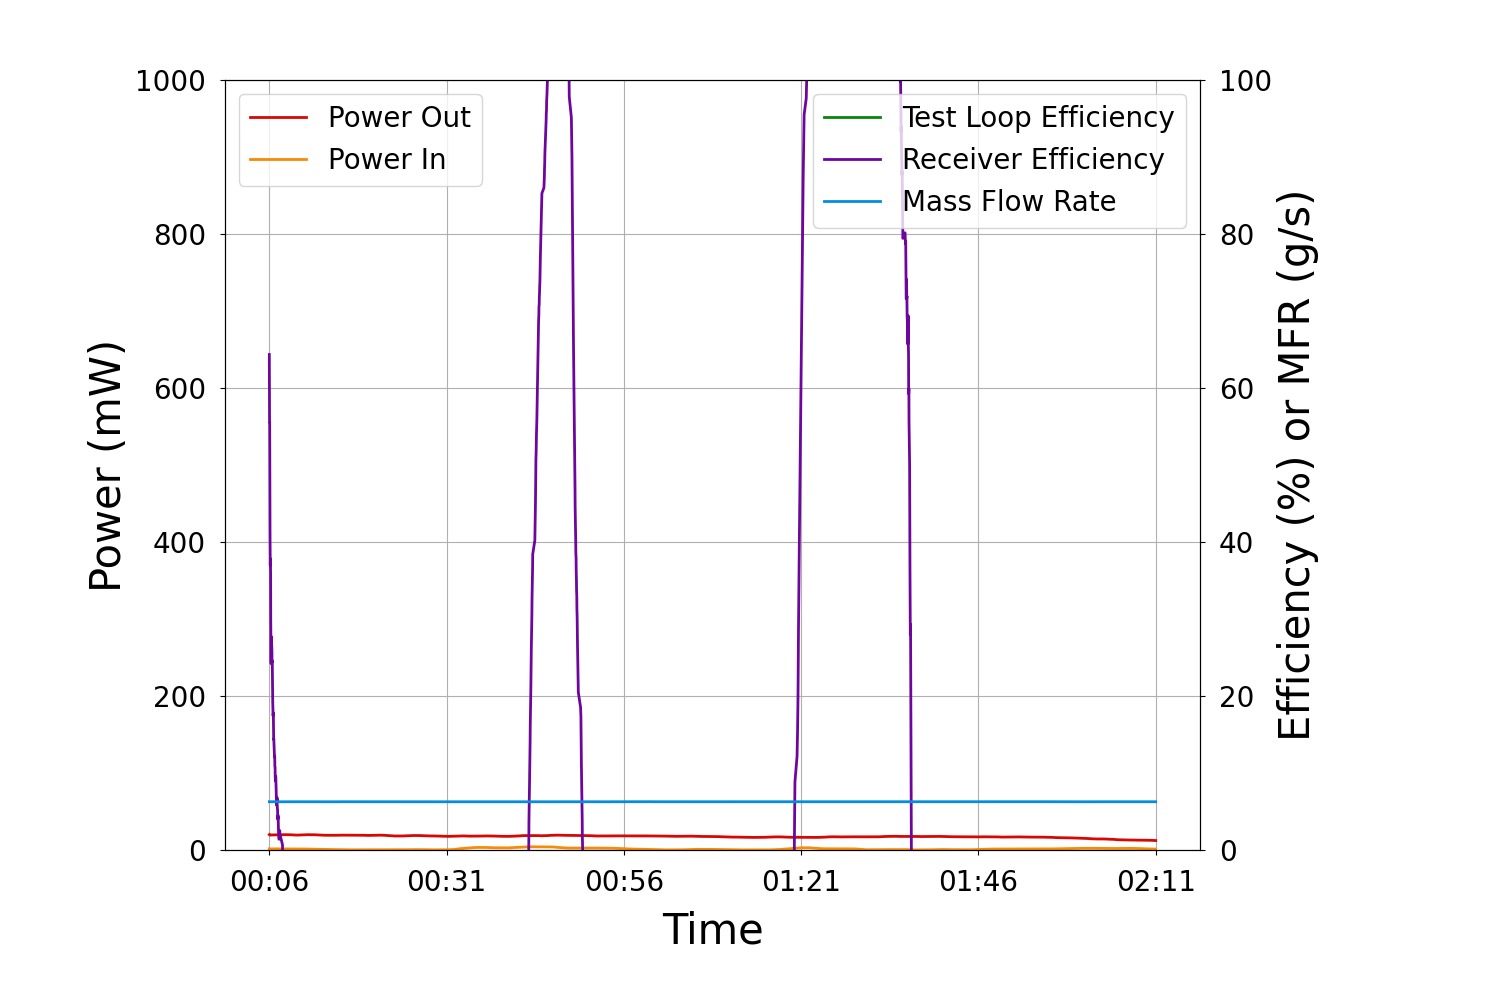 1000
800
600
400
200
0
Power (mW)
Power Out
Power In
Test Loop Efficiency
Receiver Efficiency
Mass Flow Rate
100
80
60
40
20
0
Efficiency (%) or MFR (g/s)
00:06 00:31 00:56 01:21 01:46 02:11
Time